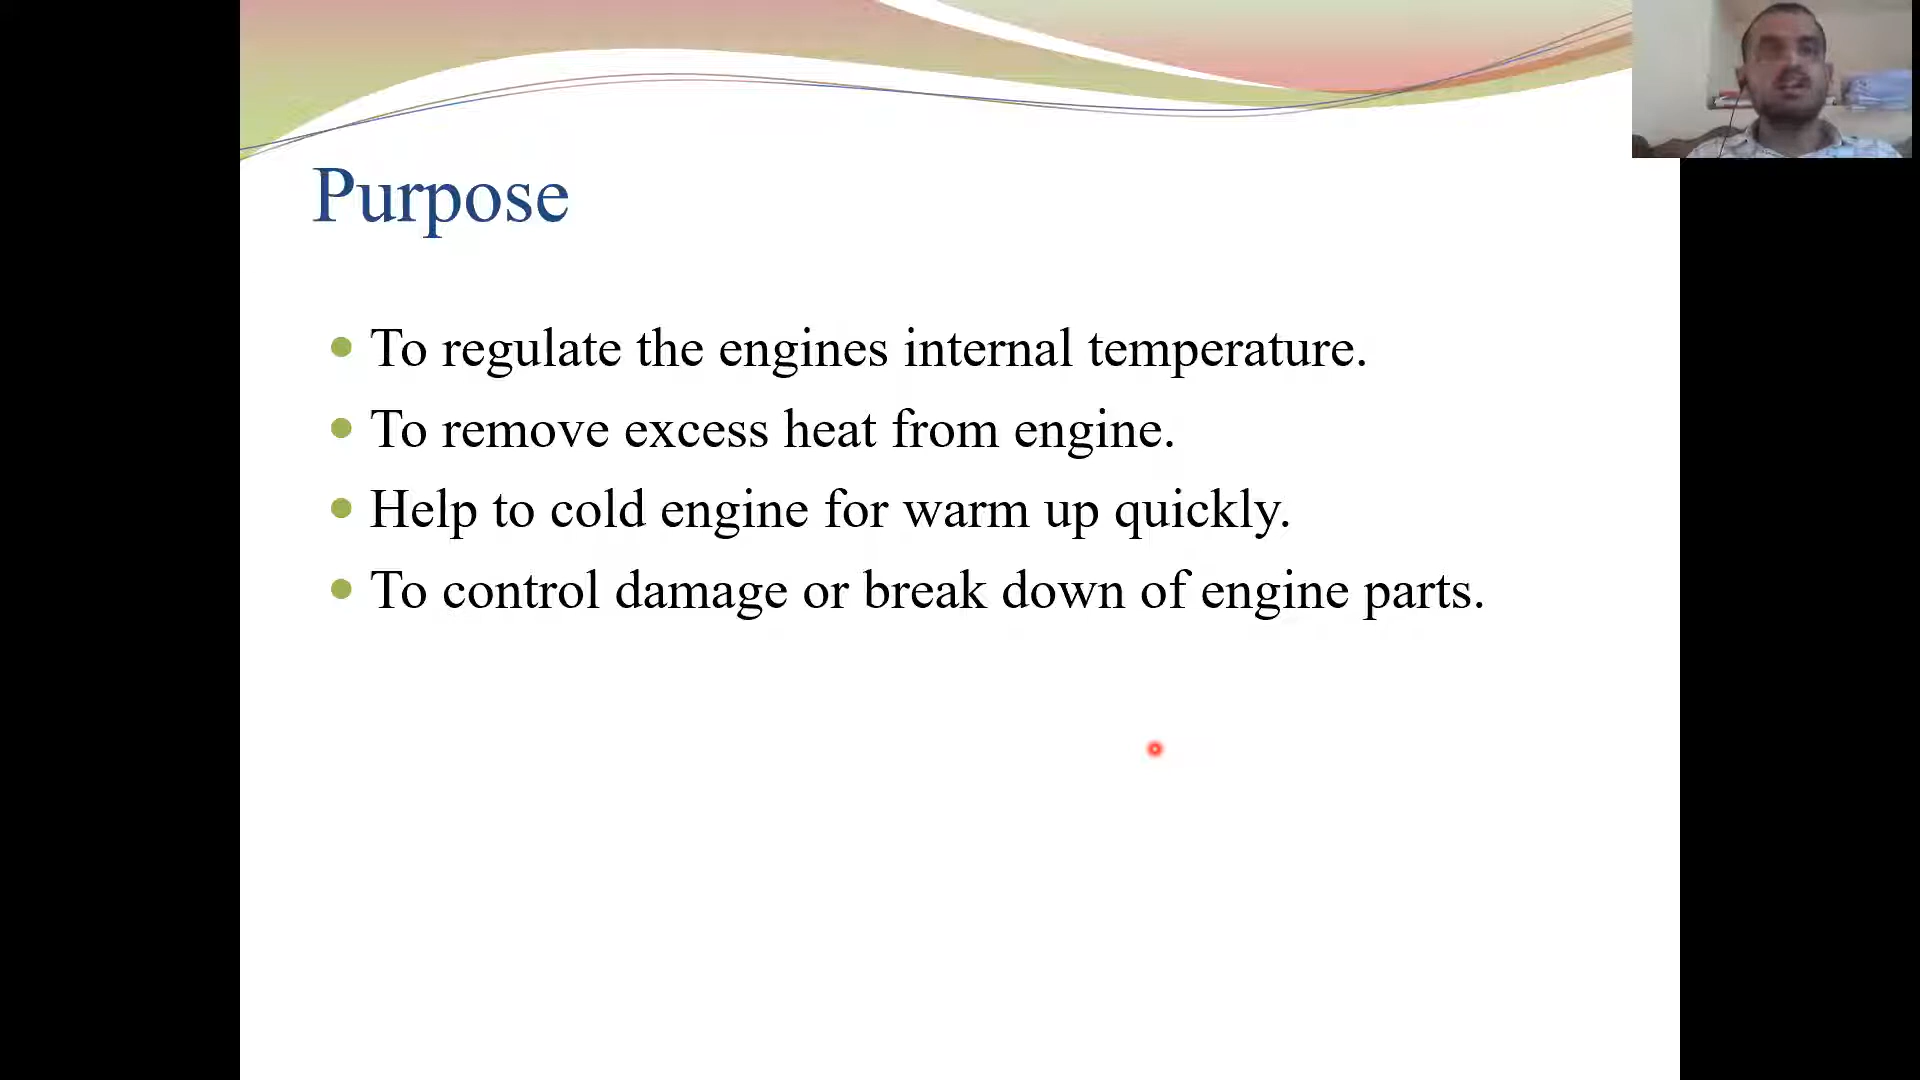 Purpose
To regulate the engines internal temperature.
To remove excess heat from engine.
Help to cold engine for warm up quickly.
To control damage or break down of engine parts.